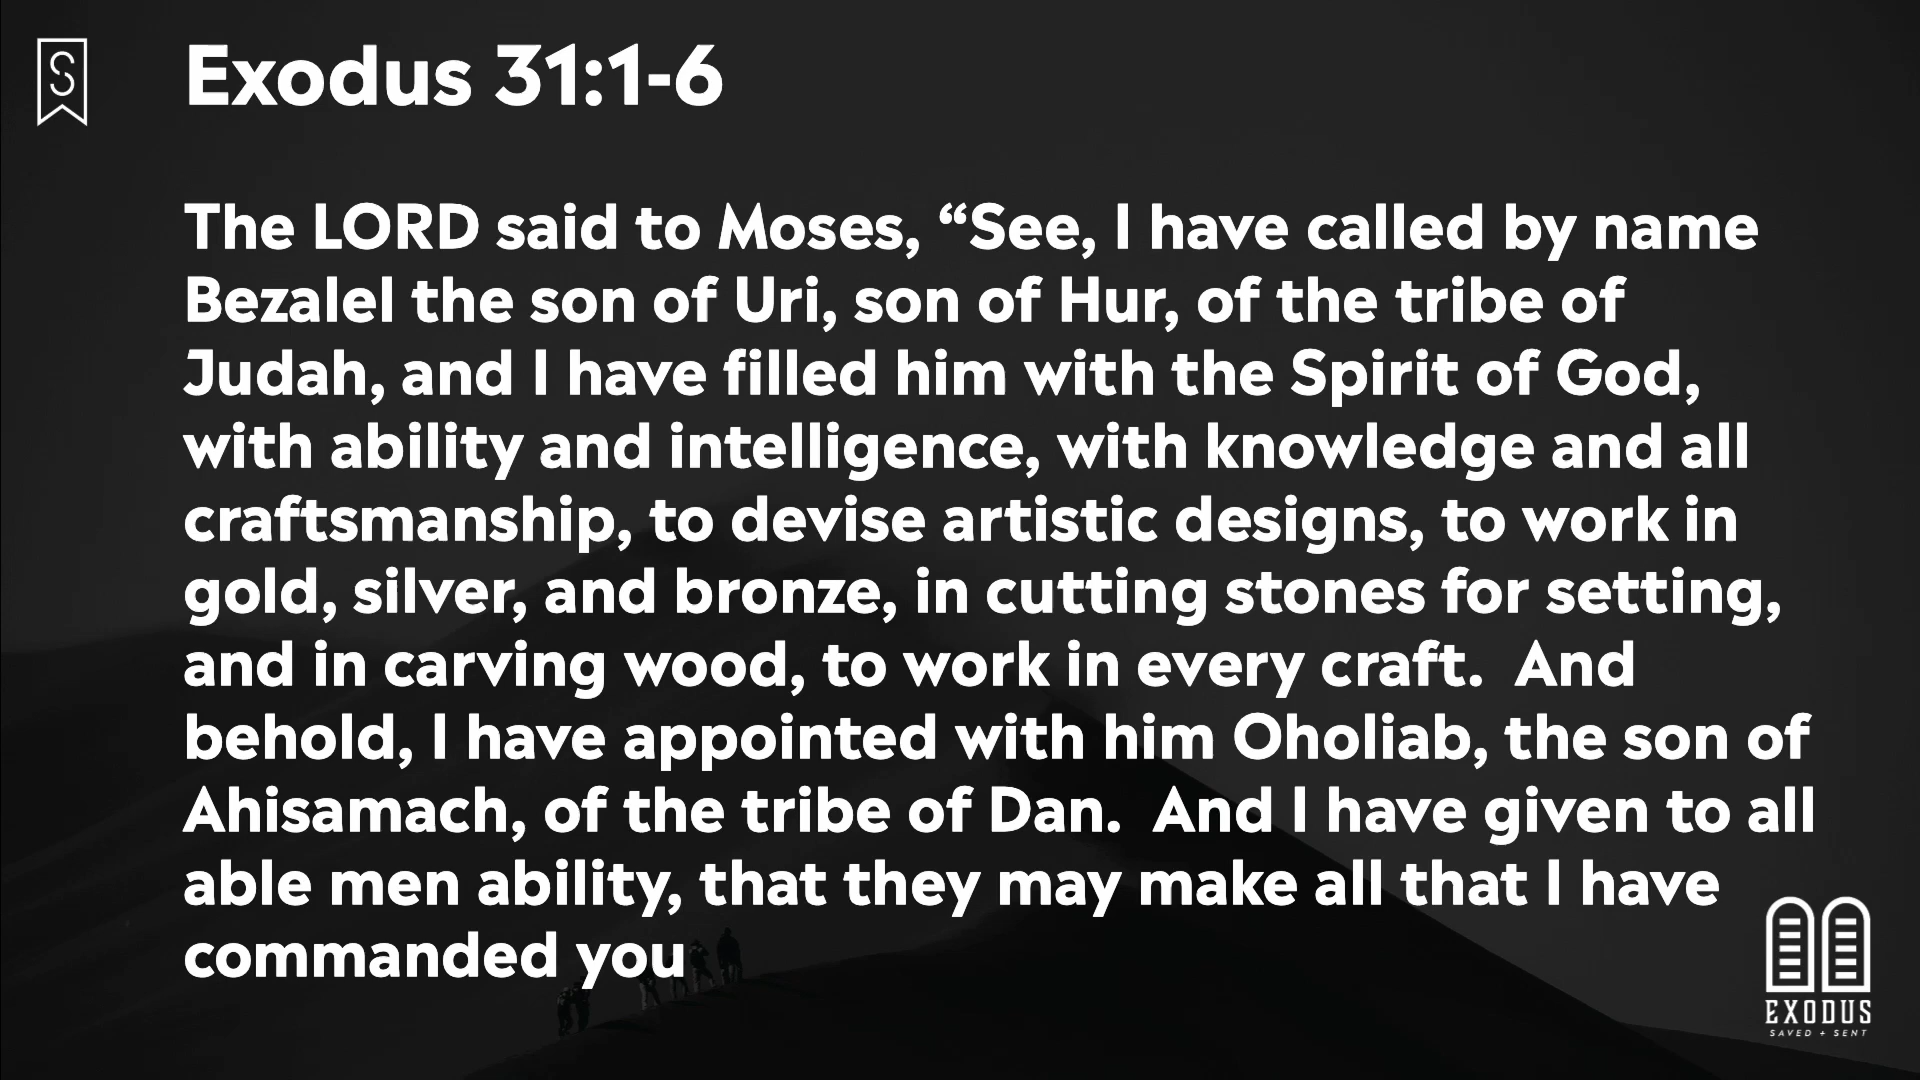 S
Exodus 31:1-6
The LORD said to Moses, “See, I have called by name
Bezalel the son of Uri, son of Hur, of the tribe of
Judah, and I have filled him with the Spirit of God,
with ability and intelligence, with knowledge and all
craftsmanship, to devise artistic designs, to work in
gold, silver, and bronze, in cutting stones for setting,
and in carving wood, to work in every craft.  And
behold, I have appointed with him Oholiab, the son of
Ahisamach, of the tribe of Dan.  And I have given to all
able men ability, that they may make all that I have
commanded you
EXODUS
SAVED + SENT